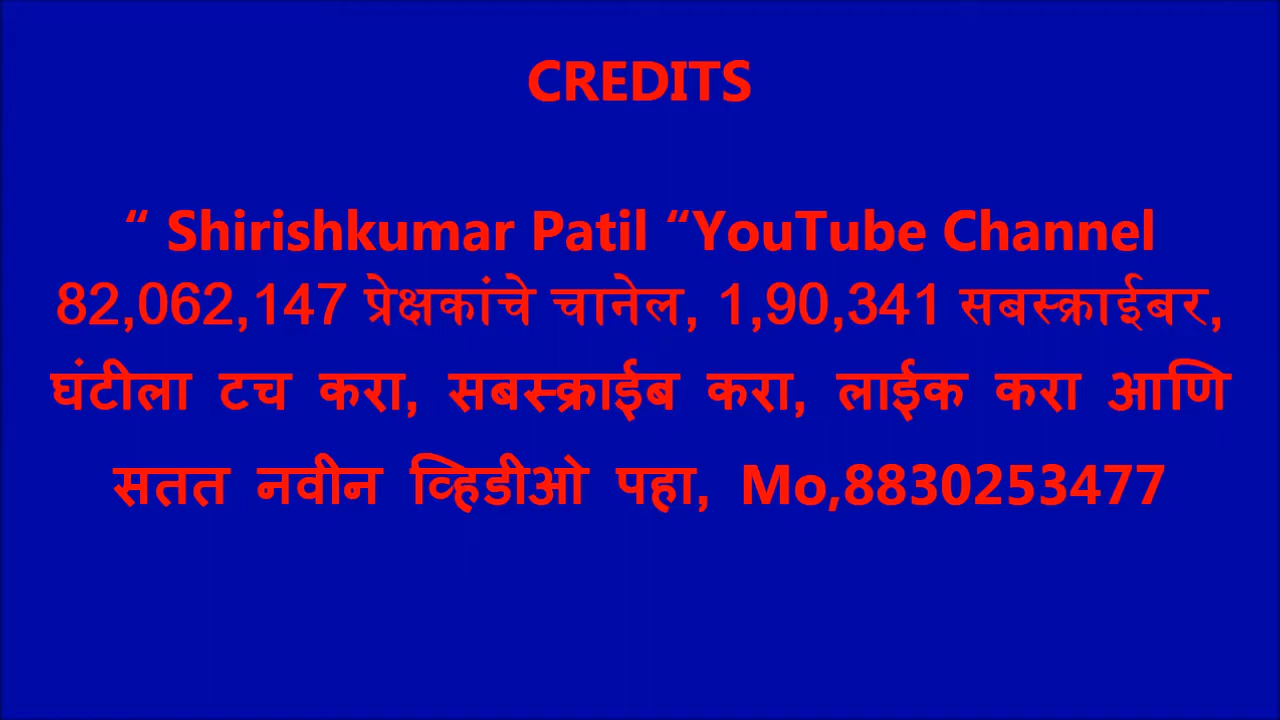 CREDITS
“ Shirishkumar Patil “YouTube Channel
82,062,147 प्रेक्षकांचे चानेल, 1,90,341 सबस्क्राईबर,
घंटीला टच करा, सबस्क्राईब करा, लाईक करा आणि
सतत नवीन व्हिडीओ पहा, Mo,8830253477